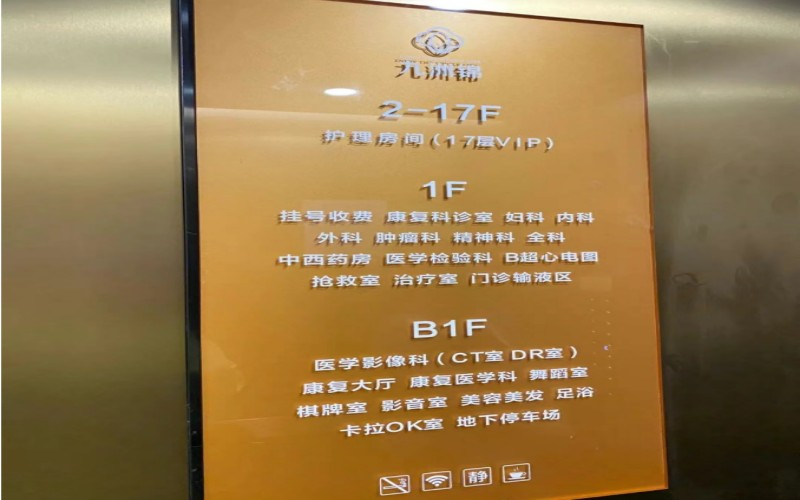 九洲锦
2-17F
护理房间(17层VIP)
1F
挂号收费 康复科诊室 妇科 内科
外科 肿瘤科 精神科 全科
中西药房 医学检验科 B超心电图
抢救室 治疗室 门诊输液区
B1F
医学影像科(CT室 DR室)
康复大厅 康复医学科 舞蹈室
棋牌室 影音室 美容美发 足浴
卡拉OK室 地下停车场
静